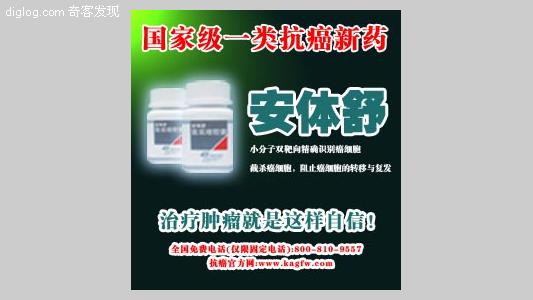 diglog.com 奇客发现
国家级一类抗癌新药
安体舒
小分子双靶向精确识别癌细胞
截杀癌细胞，阻止癌细胞的转移与复发
治疗肿瘤就是这样自信！
全国免费电话(仅限固定电话):800-810-9557
抗癌官方网:www.kagfw.com